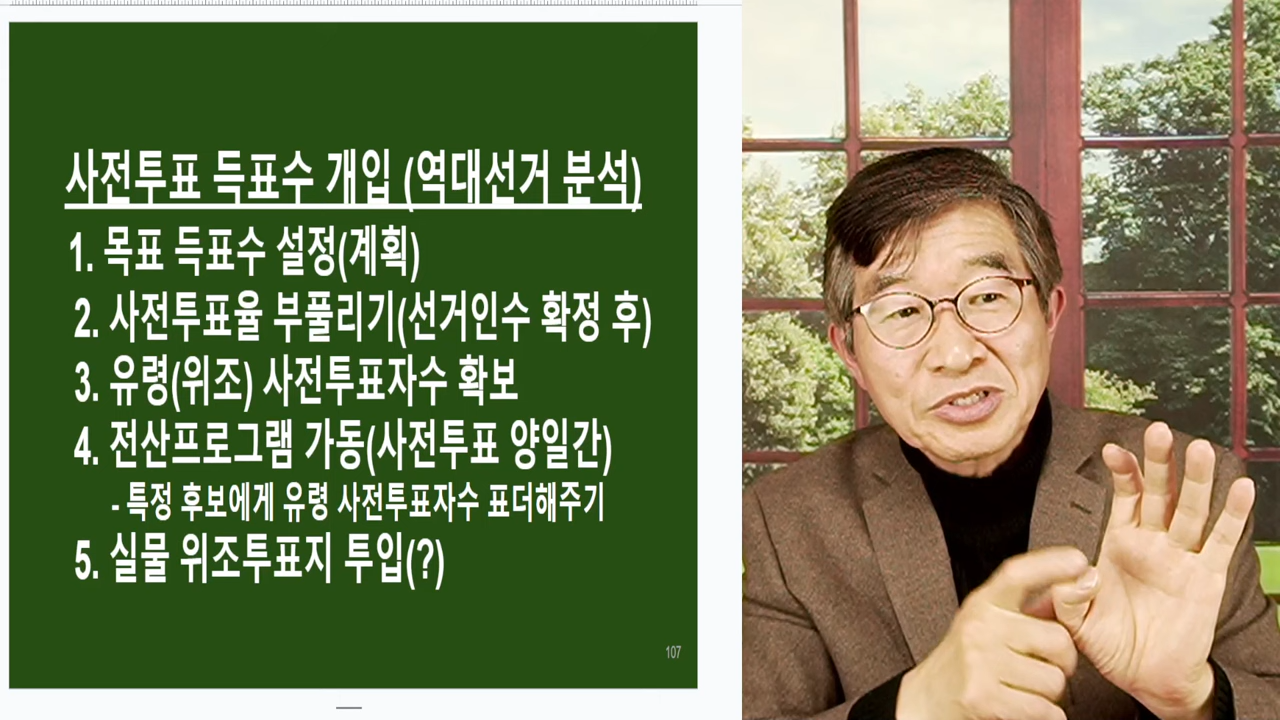 사전투표 득표수 개입 (역대선거 분석)
1. 목표 득표수 설정(계획)
2. 사전투표율 부풀리기(선거인수 확정 후)
3. 유령(위조) 사전투표자수 확보
4. 전산프로그램 가동(사전투표 양일간)
- 특정 후보에게 유령 사전투표자수 표더해주기
5. 실물 위조투표지 투입(?)
107